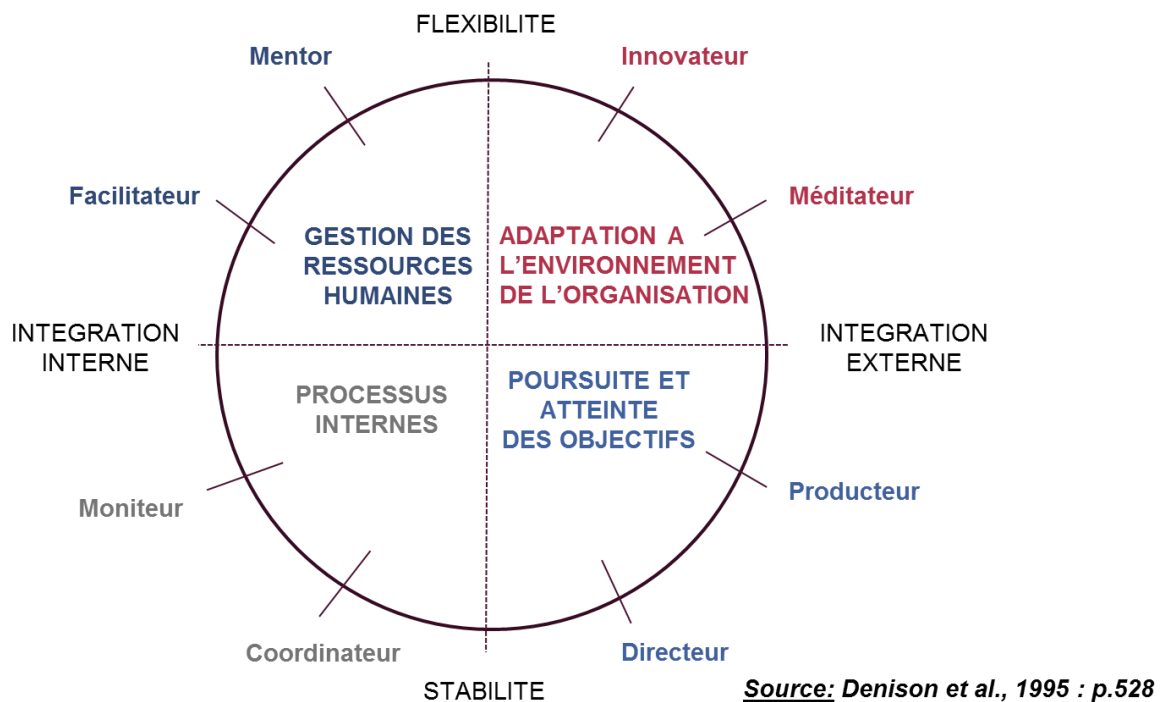 FLEXIBILITE
Mentor
Innovateur
Facilitateur
Méditateur
GESTION DES
RESSOURCES
HUMAINES
ADAPTATION A
L’ENVIRONNEMENT
DE L’ORGANISATION
INTEGRATION
INTERNE
INTEGRATION
EXTERNE
PROCESSUS
INTERNES
POURSUITE ET
ATTEINTE
DES OBJECTIFS
Moniteur
Producteur
Coordinateur
Directeur
STABILITE
Source: Denison et al., 1995 : p.528